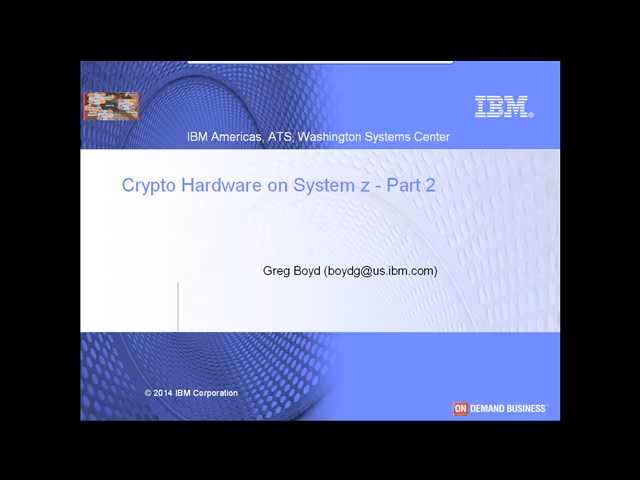 IBM®
IBM Americas, ATS, Washington Systems Center
Crypto Hardware on System z - Part 2
Greg Boyd (boydg@us.ibm.com)
© 2014 IBM Corporation
ON DEMAND BUSINESS™